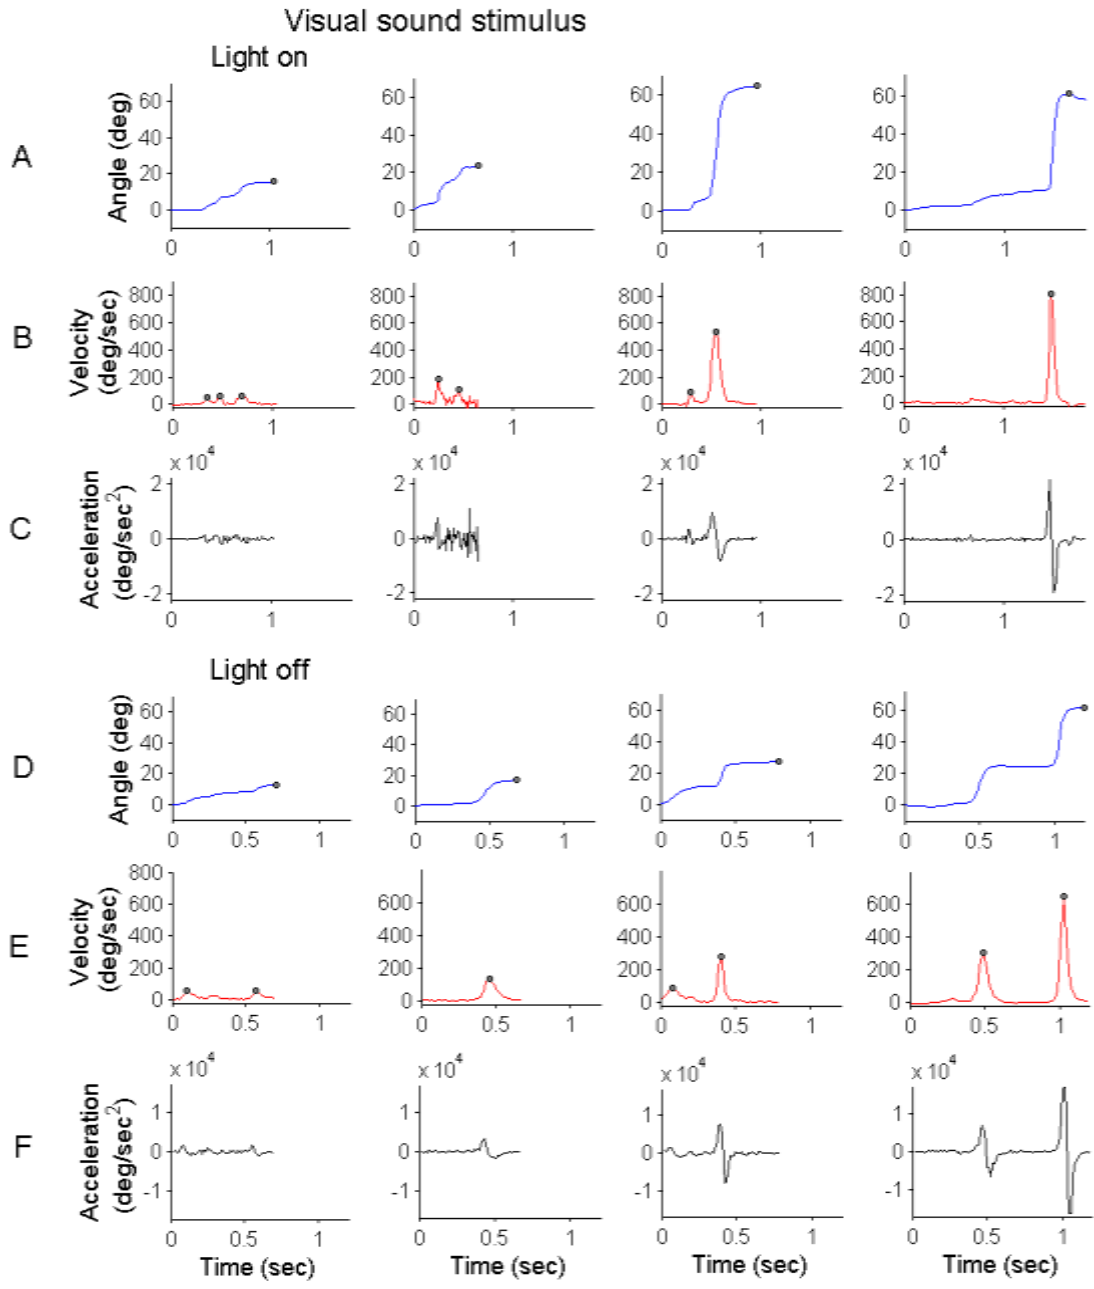 Visual sound stimulus
Light on
A
Angle (deg)
60 40 20 0
0 1
60 40 20 0
0 1
60 40 20 0
0 1
60 40 20 0
0 1
B
Velocity
(deg/sec)
800 600 400 200 0
0 1
800 600 400 200 0
0 1
800 600 400 200 0
0 1
800 600 400 200 0
0 1
C
Acceleration
(deg/sec²)
x 10⁴
2 0 -2
0 1
x 10⁴
2 0 -2
0 1
x 10⁴
2 0 -2
0 1
x 10⁴
2 0 -2
0 1
Light off
D
Angle (deg)
60 40 20 0
0 0.5 1
60 40 20 0
0 0.5 1
60 40 20 0
0 0.5 1
60 40 20 0
0 0.5 1
E
Velocity
(deg/sec)
800 600 400 200 0
0 0.5 1
600 400 200 0
0 0.5 1
600 400 200 0
0 0.5 1
600 400 200 0
0 0.5 1
F
Acceleration
(deg/sec²)
x 10⁴
1 0 -1
0 0.5 1
Time (sec)
x 10⁴
1 0 -1
0 0.5 1
Time (sec)
x 10⁴
1 0 -1
0 0.5 1
Time (sec)
x 10⁴
1 0 -1
0 0.5 1
Time (sec)